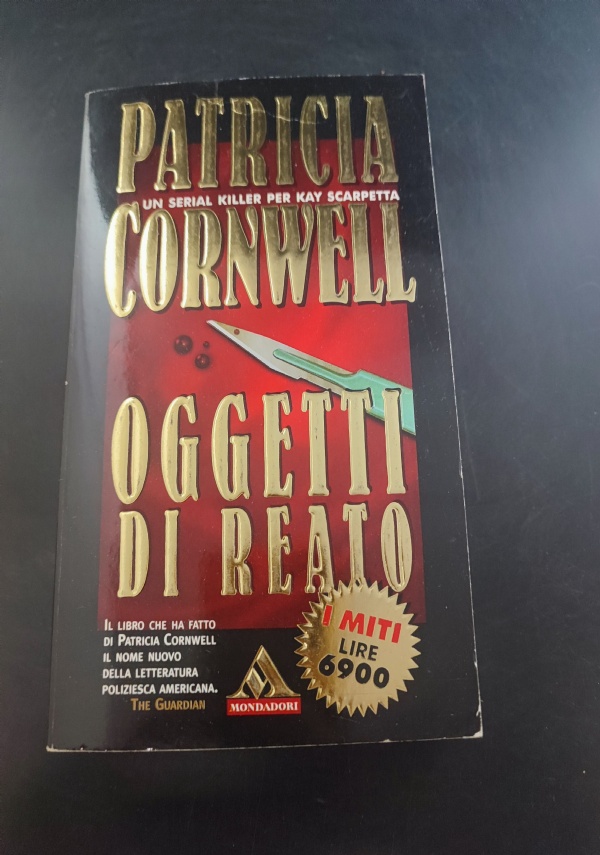 PATRICIA
UN SERIAL KILLER PER KAY SCARPETTA
CORNWELL
OGGETTI
DI REATO
IL LIBRO CHE HA FATTO
DI PATRICIA CORNWELL
IL NOME NUOVO
DELLA LETTERATURA
POLIZIESCA AMERICANA.
THE GUARDIAN
MONDADORI
I MITI
LIRE
6900